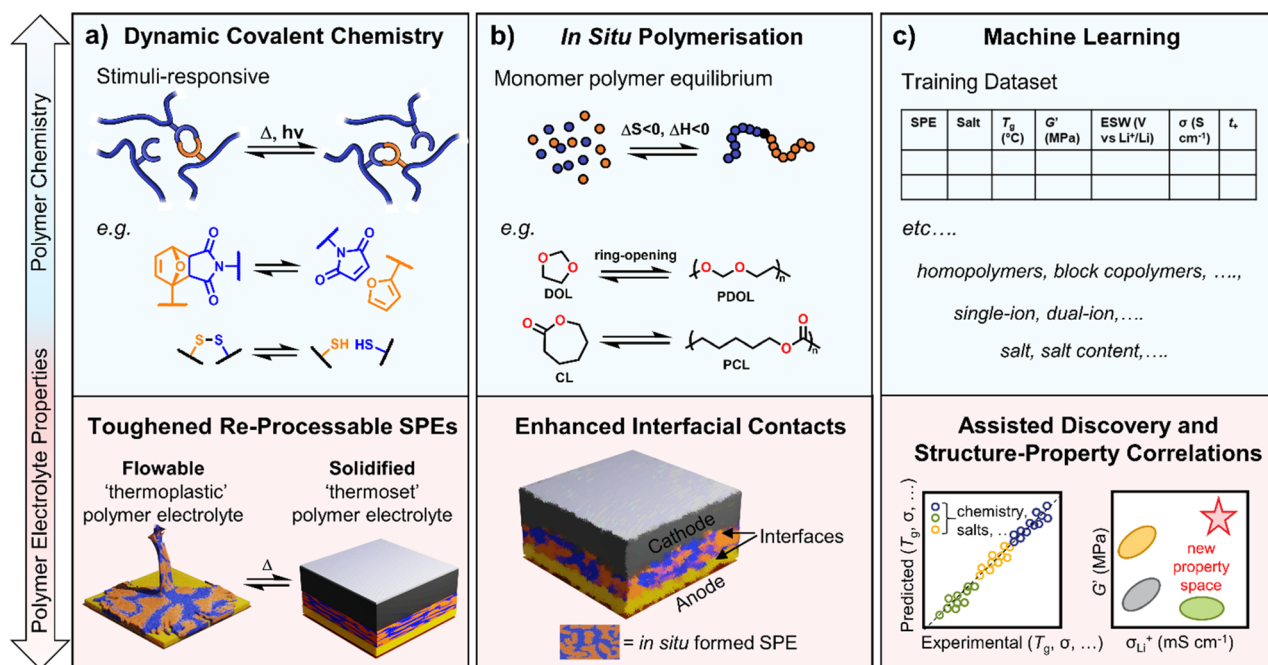 Polymer Chemistry
Polymer Electrolyte Properties
a) Dynamic Covalent Chemistry
Stimuli-responsive
Δ, hv
e.g.
O
N
O
O
N
O
O
O
S-S
SH
HS
Toughened Re-Processable SPEs
Flowable
'thermoplastic'
polymer electrolyte
Δ
Solidified
'thermoset'
polymer electrolyte
b) In Situ Polymerisation
Monomer polymer equilibrium
ΔS<0, ΔH<0
e.g.
O
O
DOL
ring-opening
O
O
n
PDOL
O
O
CL
O
O
n
PCL
Enhanced Interfacial Contacts
Cathode
Interfaces
Anode
= in situ formed SPE
c) Machine Learning
Training Dataset
SPE Salt Tg (°C) G' (MPa) ESW (V vs Li⁺/Li) σ (S cm⁻¹) t₊
etc….
homopolymers, block copolymers, ….,
single-ion, dual-ion,….
salt, salt content,….
Assisted Discovery and
Structure-Property Correlations
Predicted (Tg, σ, …)
chemistry,
salts, …
Experimental (Tg, σ, …)
G' (MPa)
new
property
space
σLi⁺ (mS cm⁻¹)